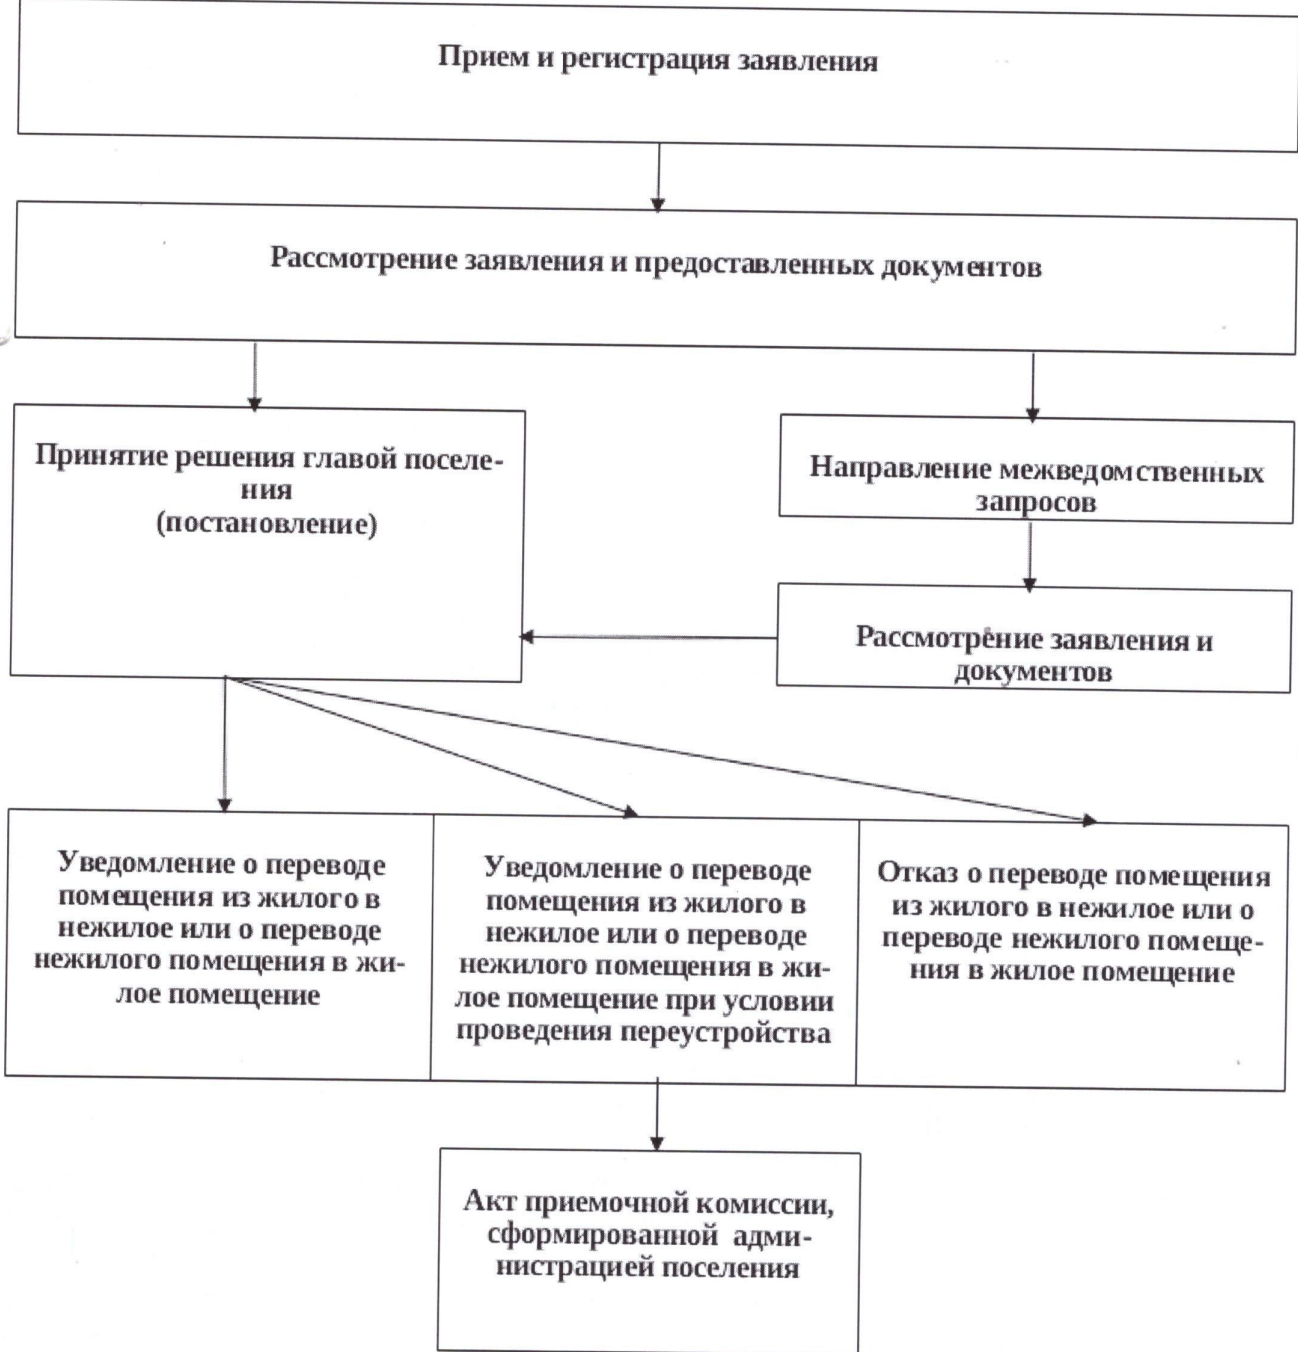 Прием и регистрация заявления
Рассмотрение заявления и предоставленных документов
Принятие решения главой поселе-
ния
(постановление)
Направление межведомственных
запросов
Рассмотрение заявления и
документов
Уведомление о переводе
помещения из жилого в
нежилое или о переводе
нежилого помещения в жи-
лое помещение
Уведомление о переводе
помещения из жилого в
нежилое или о переводе
нежилого помещения в жи-
лое помещение при условии
проведения переустройства
Отказ о переводе помещения
из жилого в нежилое или о
переводе нежилого помеще-
ния в жилое помещение
Акт приемочной комиссии,
сформированной адми-
нистрацией поселения